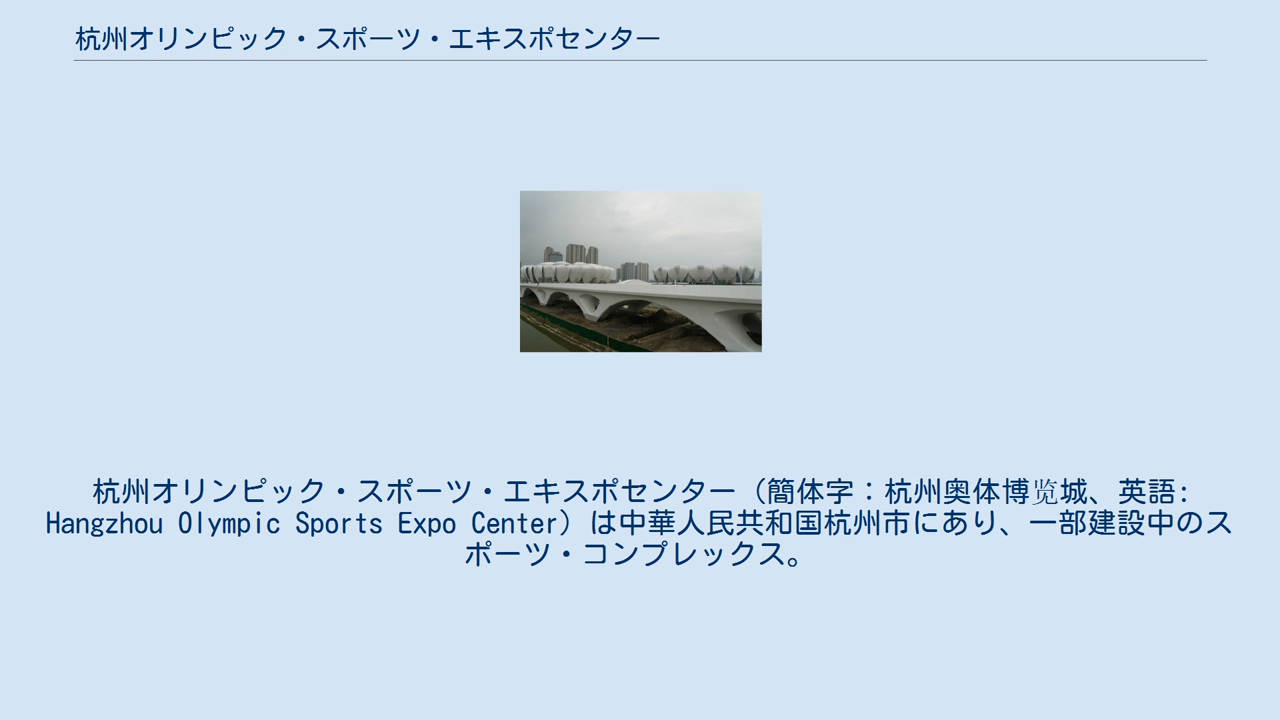 杭州オリンピック・スポーツ・エキスポセンター
杭州オリンピック・スポーツ・エキスポセンター（簡体字：杭州奥体博览城、英語:
Hangzhou Olympic Sports Expo Center）は中華人民共和国杭州市にあり、一部建設中のス
ポーツ・コンプレックス。